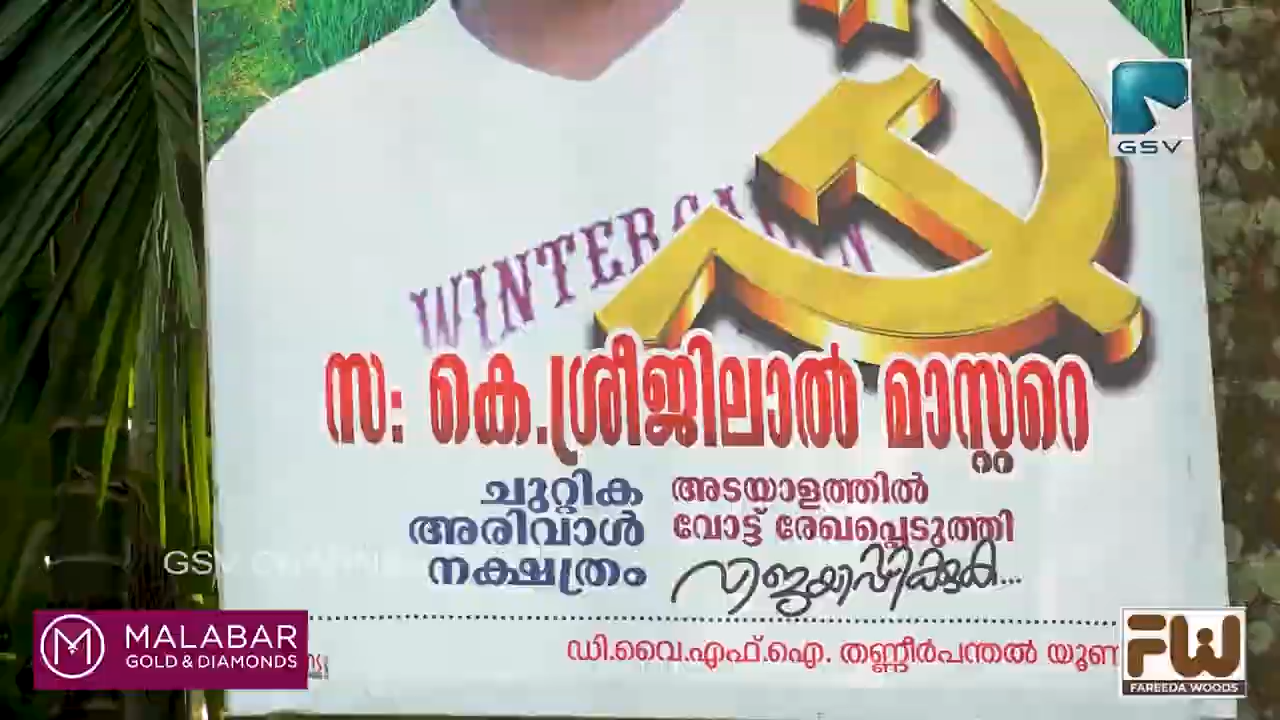 GSV
WINTER
സ: കെ.ശ്രീജിലാൽ മാസ്റ്ററെ
ചുറ്റിക
അരിവാൾ
നക്ഷത്രം
അടയാളത്തിൽ
വോട്ട് രേഖപ്പെടുത്തി
വിജയിപ്പിക്കുക...
GSV
MALABAR
GOLD & DIAMONDS
ഡി.വൈ.എഫ്.ഐ. തണ്ണീർപന്തൽ
FW
FAREEDA WOODS